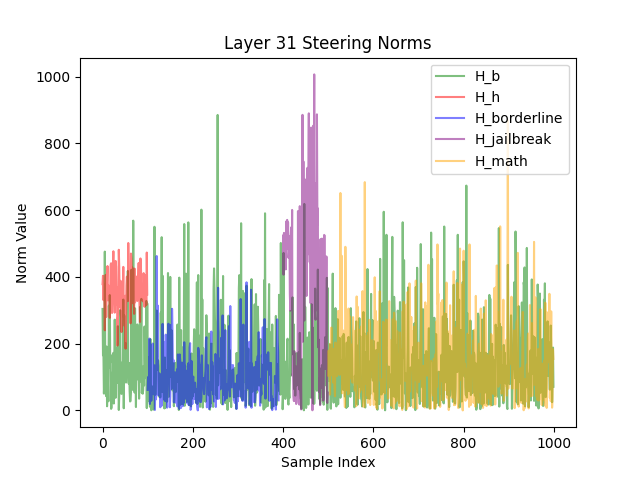 Layer 31 Steering Norms
H_b
H_h
H_borderline
H_jailbreak
H_math
Norm Value
1000
800
600
400
200
0
0
200
400
600
800
1000
Sample Index